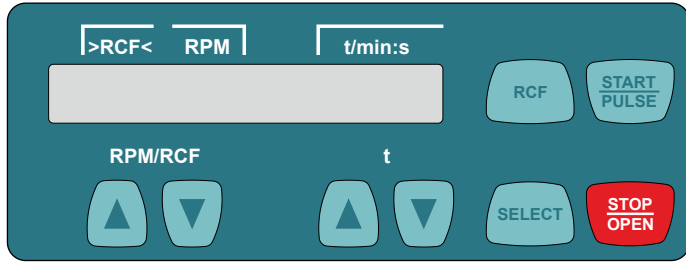 >RCF< RPM t/min:s
RCF
START
PULSE
RPM/RCF t
SELECT
STOP
OPEN